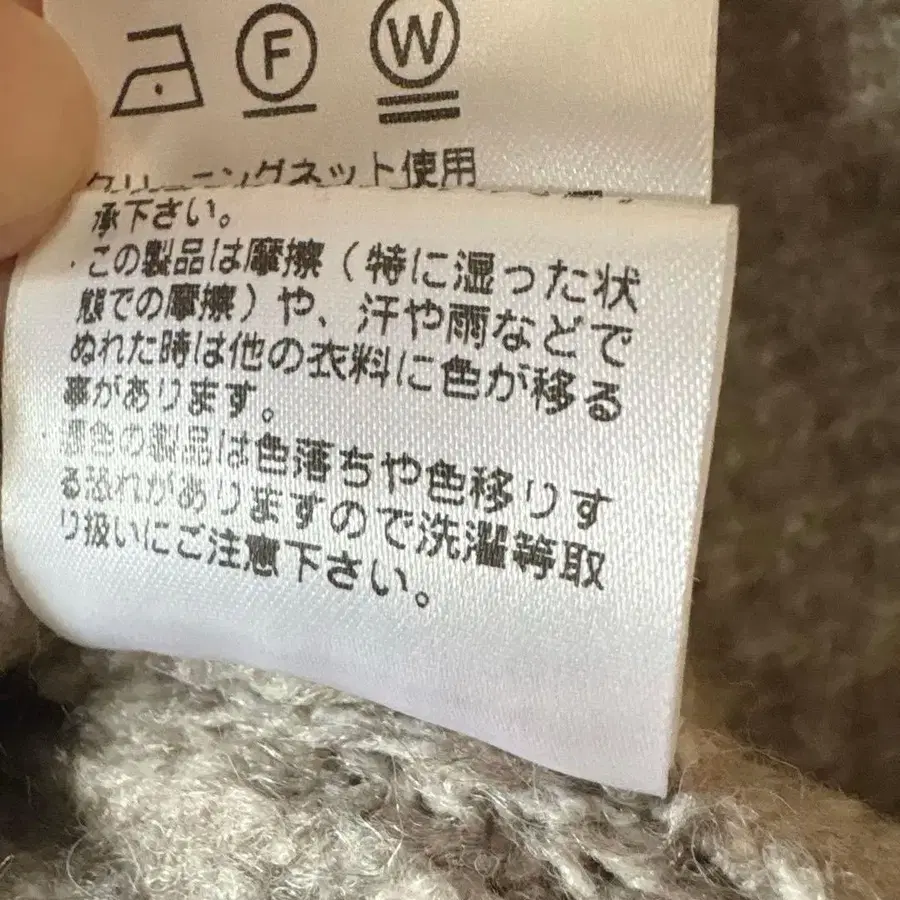 F
W
クリーニングネット使用
承下さい。
・この製品は摩擦（特に湿った状
態での摩擦）や、汗や雨などで
ぬれた時は他の衣料に色が移る
事があります。
・濃色の製品は色落ちや色移りす
る恐れがありますので洗濯等取
り扱いにご注意下さい。